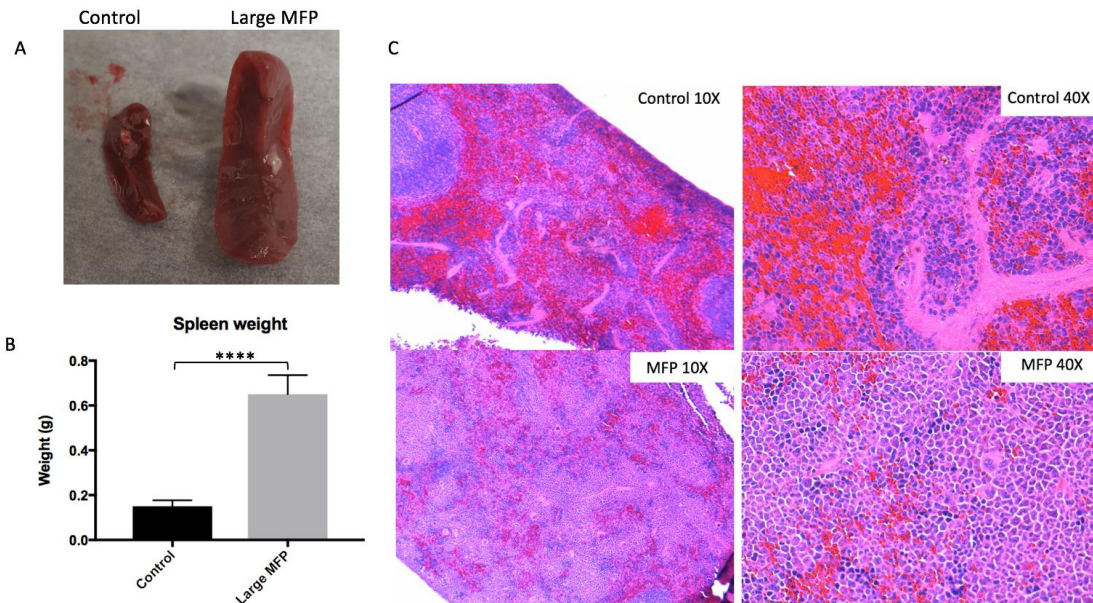 Control
Large MFP
A
C
Control 10X
Control 40X
MFP 10X
MFP 40X
B
Spleen weight
****
Weight (g)
0.8
0.6
0.4
0.2
0.0
Control
Large MFP